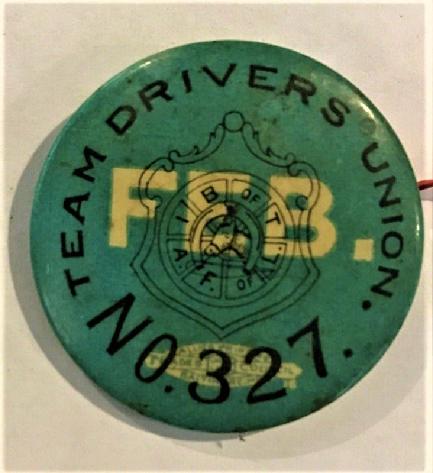 TEAM DRIVERS' UNION.
FEB.
I B OF T
A. F. OF L.
NO. 327.